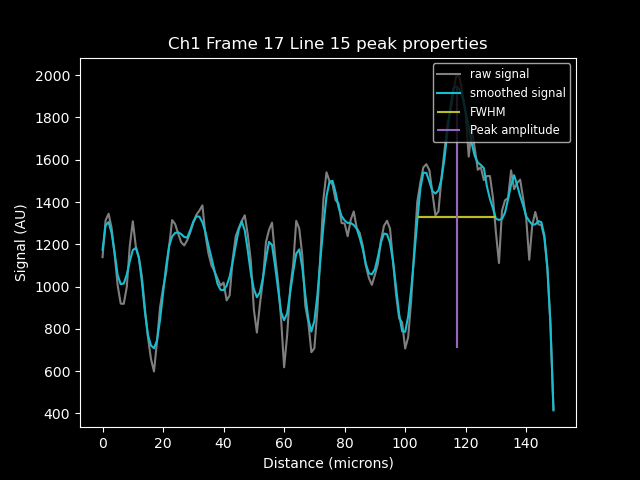 Ch1 Frame 17 Line 15 peak properties
raw signal
smoothed signal
FWHM
Peak amplitude
Signal (AU)
2000
1800
1600
1400
1200
1000
800
600
400
0 20 40 60 80 100 120 140
Distance (microns)